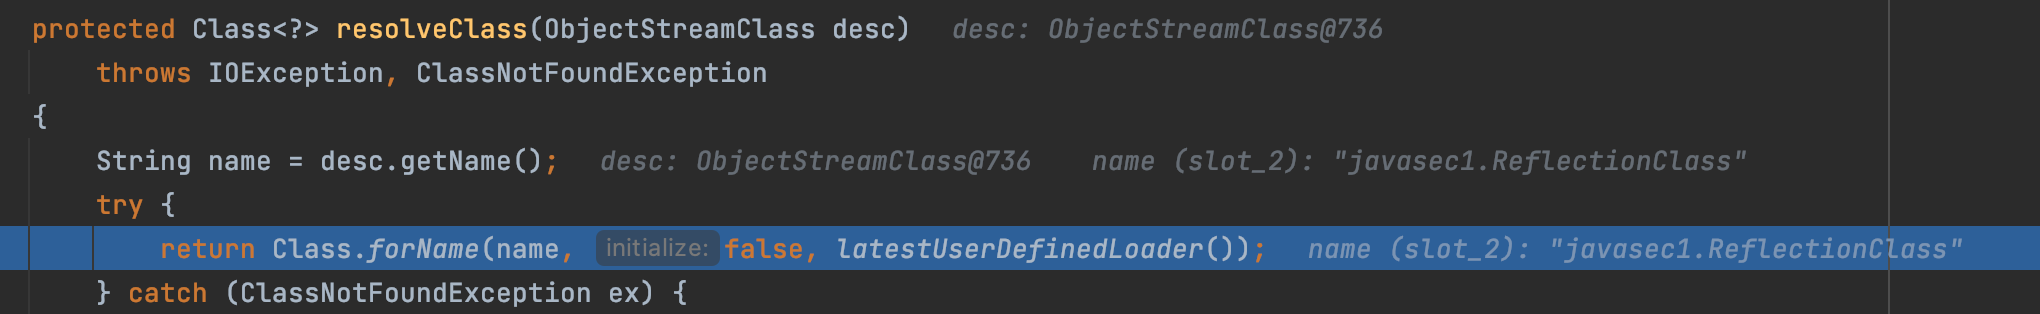 protected Class<?> resolveClass(ObjectStreamClass desc)   desc: ObjectStreamClass@736
    throws IOException, ClassNotFoundException
{
    String name = desc.getName();   desc: ObjectStreamClass@736    name (slot_2): "javasec1.ReflectionClass"
    try {
        return Class.forName(name, initialize: false, latestUserDefinedLoader());   name (slot_2): "javasec1.ReflectionClass"
    } catch (ClassNotFoundException ex) {